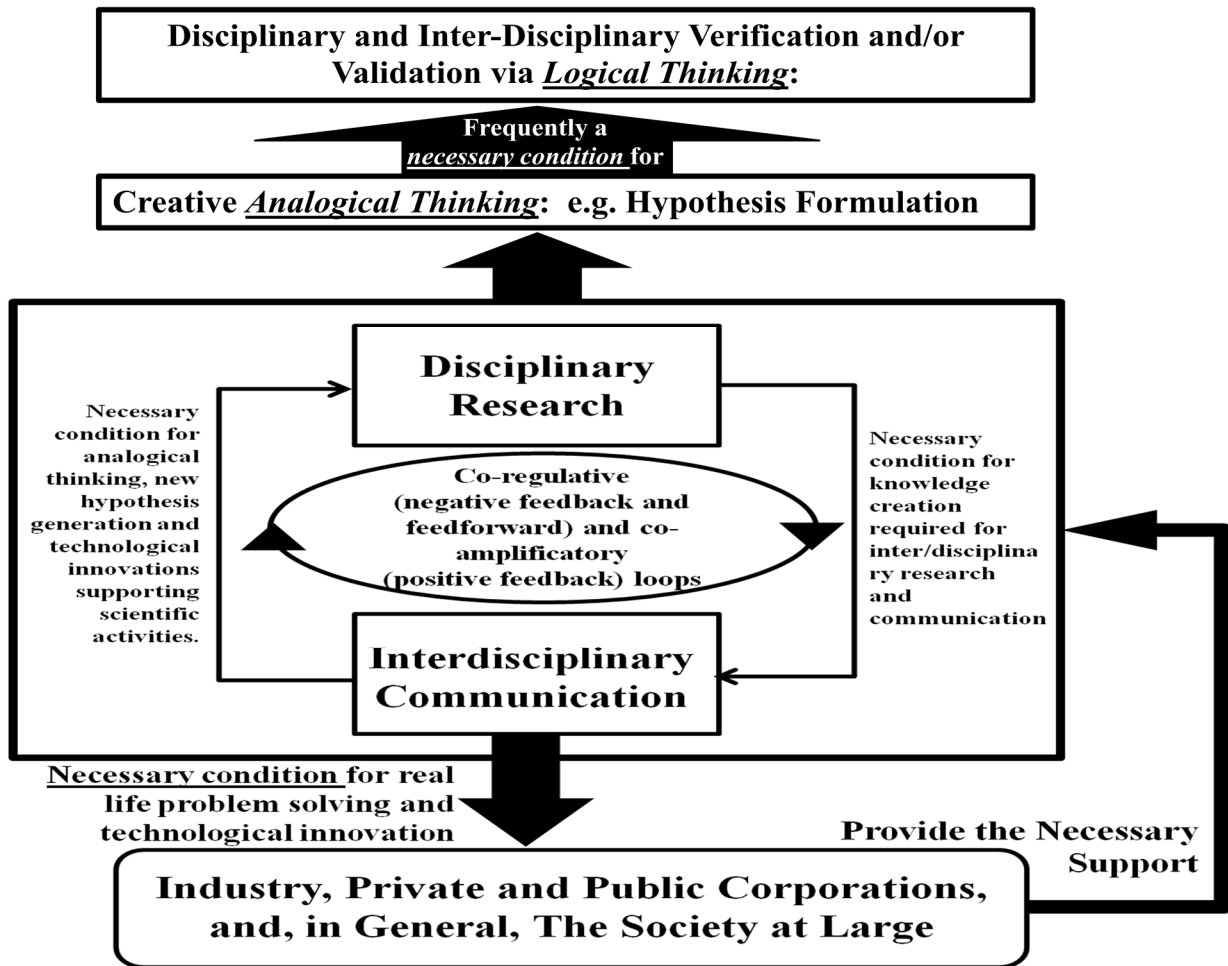 Disciplinary and Inter-Disciplinary Verification and/or
Validation via Logical Thinking:
Frequently a
necessary condition for
Creative Analogical Thinking: e.g. Hypothesis Formulation
Disciplinary
Research
Necessary
condition for
analogical
thinking, new
hypothesis
generation and
technological
innovations
supporting
scientific
activities.
Co-regulative
(negative feedback and
feedforward) and co-
amplificatory
(positive feedback) loops
Necessary
condition for
knowledge
creation
required for
inter/disciplina
ry research
and
communication
Interdisciplinary
Communication
Necessary condition for real
life problem solving and
technological innovation
Provide the Necessary
Support
Industry, Private and Public Corporations,
and, in General, The Society at Large